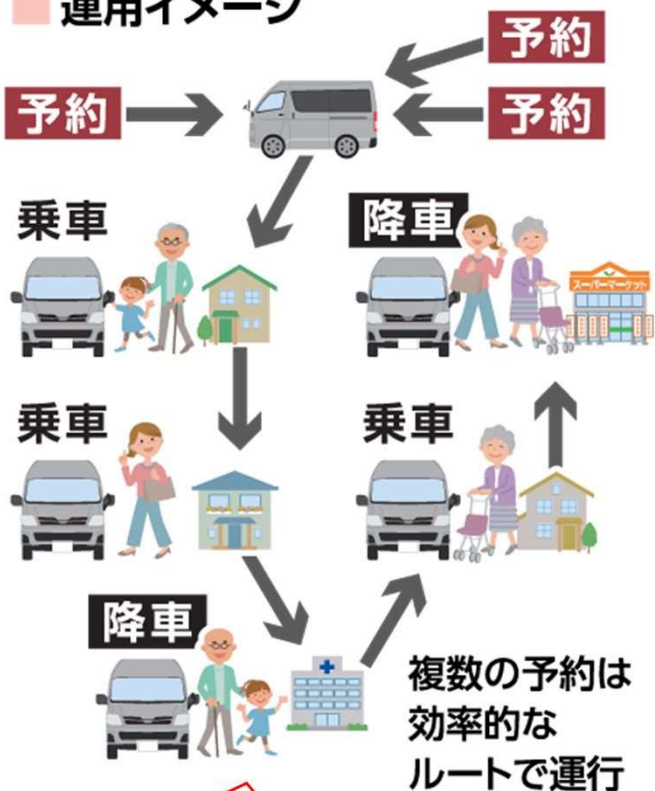 運用イメージ
予約
予約
予約
乗車
降車
スーパーマーケット
乗車
乗車
降車
複数の予約は
効率的な
ルートで運行